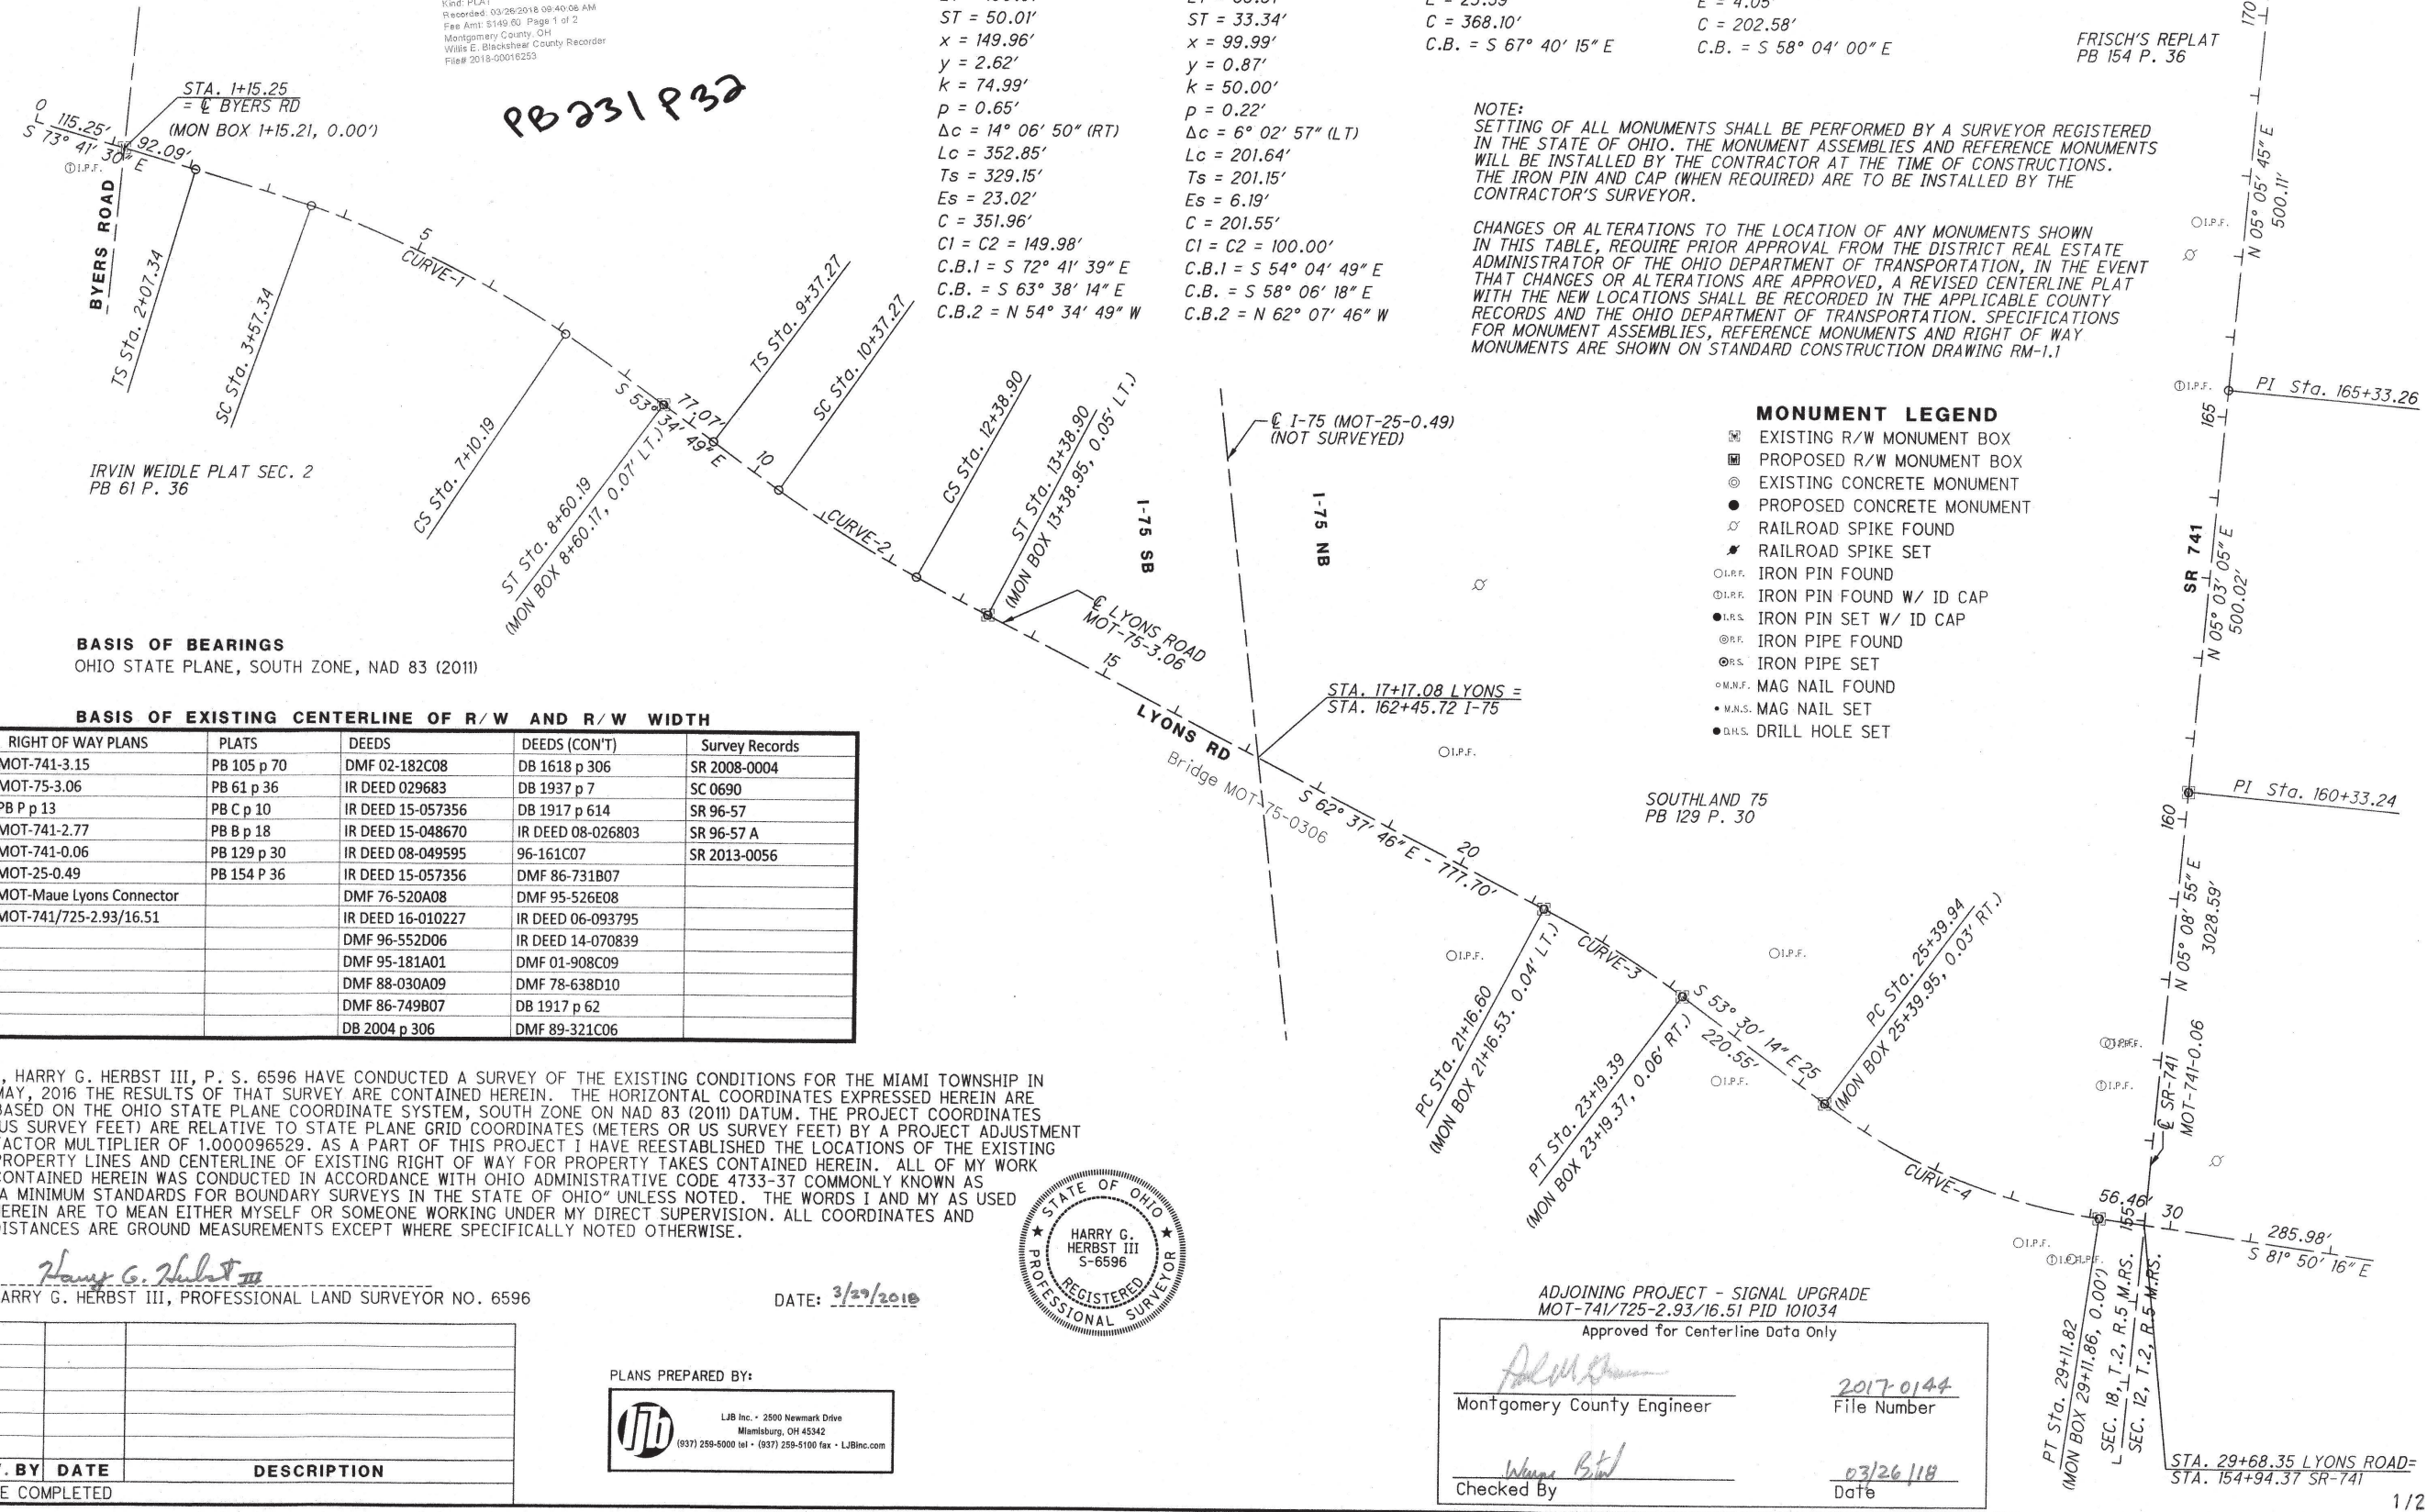 Kind: PLAT
Recorded: 03/26/2018 09:40:08 AM
Fee Amt: $149.60 Page 1 of 2
Montgomery County, OH
Willis E. Blackshear County Recorder
File# 2018-00016253
PB 231 P 32
STA. 1+15.25
= ℄ BYERS RD
(MON BOX 1+15.21, 0.00')
0
115.25'
S 73° 41' 30" E
92.09'
I.P.F.
BYERS ROAD
TS Sta. 2+07.34
SC Sta. 3+57.34
5
CURVE-1
CS Sta. 7+10.19
ST Sta. 8+60.19
(MON BOX 8+60.17, 0.07' LT.)
S 53° 34' 49" E
77.07'
TS Sta. 9+37.27
SC Sta. 10+37.27
10
CURVE-2
CS Sta. 12+38.90
ST Sta. 13+38.90
(MON BOX 13+38.95, 0.05' LT.)
IRVIN WEIDLE PLAT SEC. 2
PB 61 P. 36
ST = 50.01'
x = 149.96'
y = 2.62'
k = 74.99'
p = 0.65'
Δc = 14° 06' 50" (RT)
Lc = 352.85'
Ts = 329.15'
Es = 23.02'
C = 351.96'
C1 = C2 = 149.98'
C.B.1 = S 72° 41' 39" E
C.B. = S 63° 38' 14" E
C.B.2 = N 54° 34' 49" W
ST = 33.34'
x = 99.99'
y = 0.87'
k = 50.00'
p = 0.22'
Δc = 6° 02' 57" (LT)
Lc = 201.64'
Ts = 201.15'
Es = 6.19'
C = 201.55'
C1 = C2 = 100.00'
C.B.1 = S 54° 04' 49" E
C.B. = S 58° 06' 18" E
C.B.2 = N 62° 07' 46" W
C = 368.10'
C.B. = S 67° 40' 15" E
E = 4.05'
C = 202.58'
C.B. = S 58° 04' 00" E
FRISCH'S REPLAT
PB 154 P. 36
NOTE:
SETTING OF ALL MONUMENTS SHALL BE PERFORMED BY A SURVEYOR REGISTERED
IN THE STATE OF OHIO. THE MONUMENT ASSEMBLIES AND REFERENCE MONUMENTS
WILL BE INSTALLED BY THE CONTRACTOR AT THE TIME OF CONSTRUCTIONS.
THE IRON PIN AND CAP (WHEN REQUIRED) ARE TO BE INSTALLED BY THE
CONTRACTOR'S SURVEYOR.
CHANGES OR ALTERATIONS TO THE LOCATION OF ANY MONUMENTS SHOWN
IN THIS TABLE, REQUIRE PRIOR APPROVAL FROM THE DISTRICT REAL ESTATE
ADMINISTRATOR OF THE OHIO DEPARTMENT OF TRANSPORTATION, IN THE EVENT
THAT CHANGES OR ALTERATIONS ARE APPROVED, A REVISED CENTERLINE PLAT
WITH THE NEW LOCATIONS SHALL BE RECORDED IN THE APPLICABLE COUNTY
RECORDS AND THE OHIO DEPARTMENT OF TRANSPORTATION. SPECIFICATIONS
FOR MONUMENT ASSEMBLIES, REFERENCE MONUMENTS AND RIGHT OF WAY
MONUMENTS ARE SHOWN ON STANDARD CONSTRUCTION DRAWING RM-1.1
MONUMENT LEGEND
EXISTING R/W MONUMENT BOX
PROPOSED R/W MONUMENT BOX
EXISTING CONCRETE MONUMENT
PROPOSED CONCRETE MONUMENT
RAILROAD SPIKE FOUND
RAILROAD SPIKE SET
I.P.F. IRON PIN FOUND
I.P.F. IRON PIN FOUND W/ ID CAP
I.P.S. IRON PIN SET W/ ID CAP
P.F. IRON PIPE FOUND
P.S. IRON PIPE SET
M.N.F. MAG NAIL FOUND
M.N.S. MAG NAIL SET
D.H.S. DRILL HOLE SET
170
N 05° 05' 45" E
500.11'
I.P.F.
I.P.F.
PI Sta. 165+33.26
165
SR 741
N 05° 03' 05" E
500.02'
PI Sta. 160+33.24
160
N 05° 08' 55" E
3028.59'
℄ SR-741
MOT-741-0.06
I.P.F.
℄ I-75 (MOT-25-0.49)
(NOT SURVEYED)
I-75 SB
I-75 NB
℄ LYONS ROAD
MOT-75-3.06
15
LYONS RD
Bridge MOT-75-0306
STA. 17+17.08 LYONS =
STA. 162+45.72 I-75
I.P.F.
S 62° 37' 46" E - 777.70'
20
SOUTHLAND 75
PB 129 P. 30
CURVE-3
I.P.F.
I.P.F.
PC Sta. 21+16.60
(MON BOX 21+16.53, 0.04' LT.)
PT Sta. 23+19.39
(MON BOX 23+19.37, 0.06' RT.)
S 53° 30' 14" E
220.55'
25
I.P.F.
PC Sta. 25+39.94
(MON BOX 25+39.95, 0.03' RT.)
CURVE-4
56.46'
155
30
285.98'
S 81° 50' 16" E
I.P.F.
PT Sta. 29+11.82
(MON BOX 29+11.86, 0.00')
SEC. 18, T.2, R.5 M.RS.
SEC. 12, T.2, R.5 M.RS.
STA. 29+68.35 LYONS ROAD=
STA. 154+94.37 SR-741
BASIS OF BEARINGS
OHIO STATE PLANE, SOUTH ZONE, NAD 83 (2011)
BASIS OF EXISTING CENTERLINE OF R/W AND R/W WIDTH
RIGHT OF WAY PLANS PLATS DEEDS DEEDS (CON'T) Survey Records
MOT-741-3.15 PB 105 p 70 DMF 02-182C08 DB 1618 p 306 SR 2008-0004
MOT-75-3.06 PB 61 p 36 IR DEED 029683 DB 1937 p 7 SC 0690
PB P p 13 PB C p 10 IR DEED 15-057356 DB 1917 p 614 SR 96-57
MOT-741-2.77 PB B p 18 IR DEED 15-048670 IR DEED 08-026803 SR 96-57 A
MOT-741-0.06 PB 129 p 30 IR DEED 08-049595 96-161C07 SR 2013-0056
MOT-25-0.49 PB 154 P 36 IR DEED 15-057356 DMF 86-731B07
MOT-Maue Lyons Connector DMF 76-520A08 DMF 95-526E08
MOT-741/725-2.93/16.51 IR DEED 16-010227 IR DEED 06-093795
DMF 96-552D06 IR DEED 14-070839
DMF 95-181A01 DMF 01-908C09
DMF 88-030A09 DMF 78-638D10
DMF 86-749B07 DB 1917 p 62
DB 2004 p 306 DMF 89-321C06
, HARRY G. HERBST III, P. S. 6596 HAVE CONDUCTED A SURVEY OF THE EXISTING CONDITIONS FOR THE MIAMI TOWNSHIP IN
MAY, 2016 THE RESULTS OF THAT SURVEY ARE CONTAINED HEREIN. THE HORIZONTAL COORDINATES EXPRESSED HEREIN ARE
BASED ON THE OHIO STATE PLANE COORDINATE SYSTEM, SOUTH ZONE ON NAD 83 (2011) DATUM. THE PROJECT COORDINATES
US SURVEY FEET) ARE RELATIVE TO STATE PLANE GRID COORDINATES (METERS OR US SURVEY FEET) BY A PROJECT ADJUSTMENT
ACTOR MULTIPLIER OF 1.000096529. AS A PART OF THIS PROJECT I HAVE REESTABLISHED THE LOCATIONS OF THE EXISTING
PROPERTY LINES AND CENTERLINE OF EXISTING RIGHT OF WAY FOR PROPERTY TAKES CONTAINED HEREIN. ALL OF MY WORK
CONTAINED HEREIN WAS CONDUCTED IN ACCORDANCE WITH OHIO ADMINISTRATIVE CODE 4733-37 COMMONLY KNOWN AS
A MINIMUM STANDARDS FOR BOUNDARY SURVEYS IN THE STATE OF OHIO" UNLESS NOTED. THE WORDS I AND MY AS USED
EREIN ARE TO MEAN EITHER MYSELF OR SOMEONE WORKING UNDER MY DIRECT SUPERVISION. ALL COORDINATES AND
DISTANCES ARE GROUND MEASUREMENTS EXCEPT WHERE SPECIFICALLY NOTED OTHERWISE.
Harry G. Herbst III
ARRY G. HERBST III, PROFESSIONAL LAND SURVEYOR NO. 6596
DATE: 3/29/2018
STATE OF OHIO
HARRY G.
HERBST III
S-6596
REGISTERED
PROFESSIONAL SURVEYOR
. BY DATE DESCRIPTION
E COMPLETED
PLANS PREPARED BY:
ljb
LJB Inc. • 2500 Newmark Drive
Miamisburg, OH 45342
(937) 259-5000 tel • (937) 259-5100 fax • LJBinc.com
ADJOINING PROJECT - SIGNAL UPGRADE
MOT-741/725-2.93/16.51 PID 101034
Approved for Centerline Data Only
2017-0144
Montgomery County Engineer File Number
03/26/18
Checked By Date
1/2